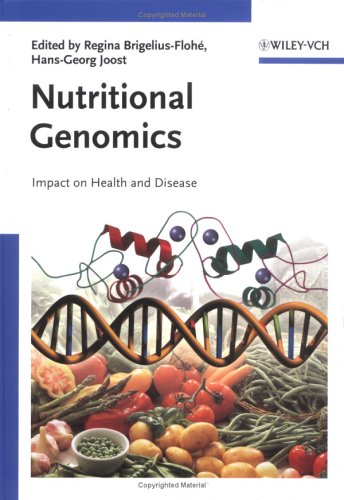 Copyrighted Material
Edited by Regina Brigelius-Flohé,
Hans-Georg Joost
WILEY-VCH
Nutritional
Genomics
Impact on Health and Disease
Copyrighted Material